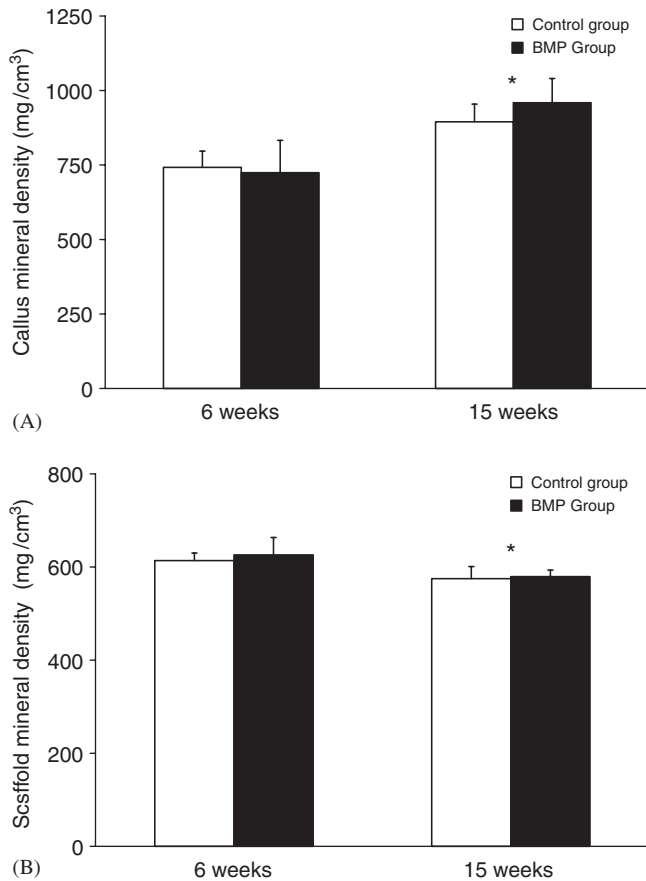 1250
Control group
BMP Group
*
1000
750
500
250
0
Callus mineral density (mg/cm³)
6 weeks
15 weeks
(A)
800
Control group
BMP Group
*
600
400
200
0
Scsffold mineral density (mg/cm³)
6 weeks
15 weeks
(B)